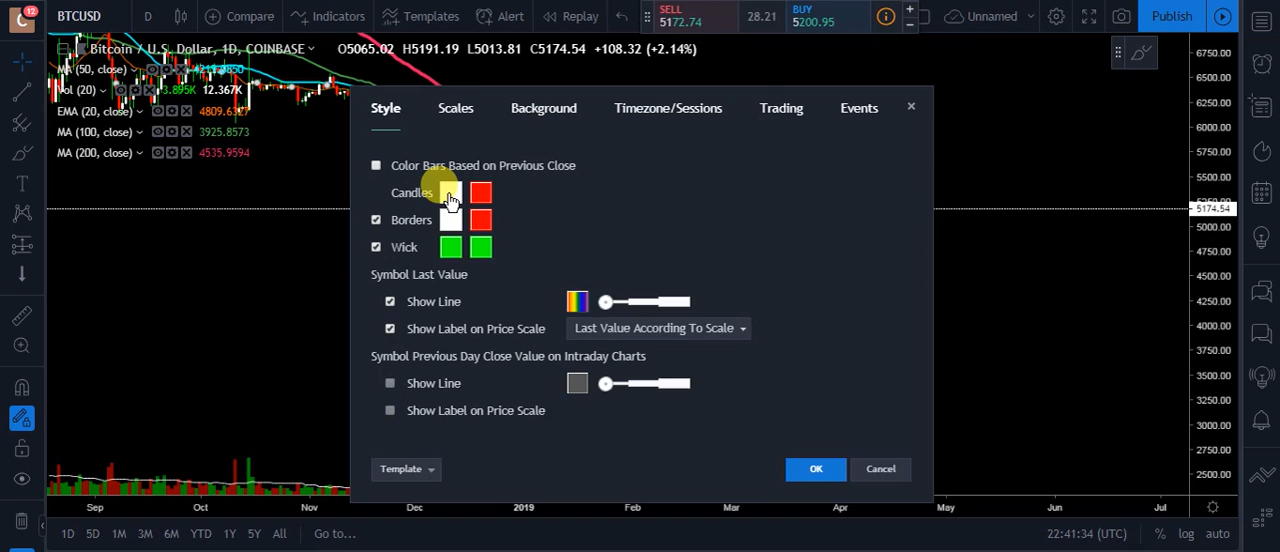 C 12
BTCUSD D Compare Indicators Templates Alert Replay SELL 5172.74 28.21 BUY 5200.95 + − Unnamed Publish
Bitcoin / U.S. Dollar, 1D, COINBASE O5065.02 H5191.19 L5013.81 C5174.54 +108.32 (+2.14%)
MA (50, close)
Vol (20) 3.895K 12.367K
EMA (20, close)
MA (100, close) 3925.8573
MA (200, close) 4535.9594
Style Scales Background Timezone/Sessions Trading Events ×
Color Bars Based on Previous Close
Candles
Borders
Wick
Symbol Last Value
Show Line
Show Label on Price Scale Last Value According To Scale
Symbol Previous Day Close Value on Intraday Charts
Show Line
Show Label on Price Scale
Template OK Cancel
6750.00
6500.00
6250.00
6000.00
5750.00
5500.00
5174.54
5000.00
4750.00
4500.00
4250.00
4000.00
3750.00
3500.00
3250.00
3000.00
2750.00
2500.00
Sep Oct Nov Dec 2019 Feb Mar Apr May Jun Jul
1D 5D 1M 3M 6M YTD 1Y 5Y All Go to... 22:41:34 (UTC) % log auto